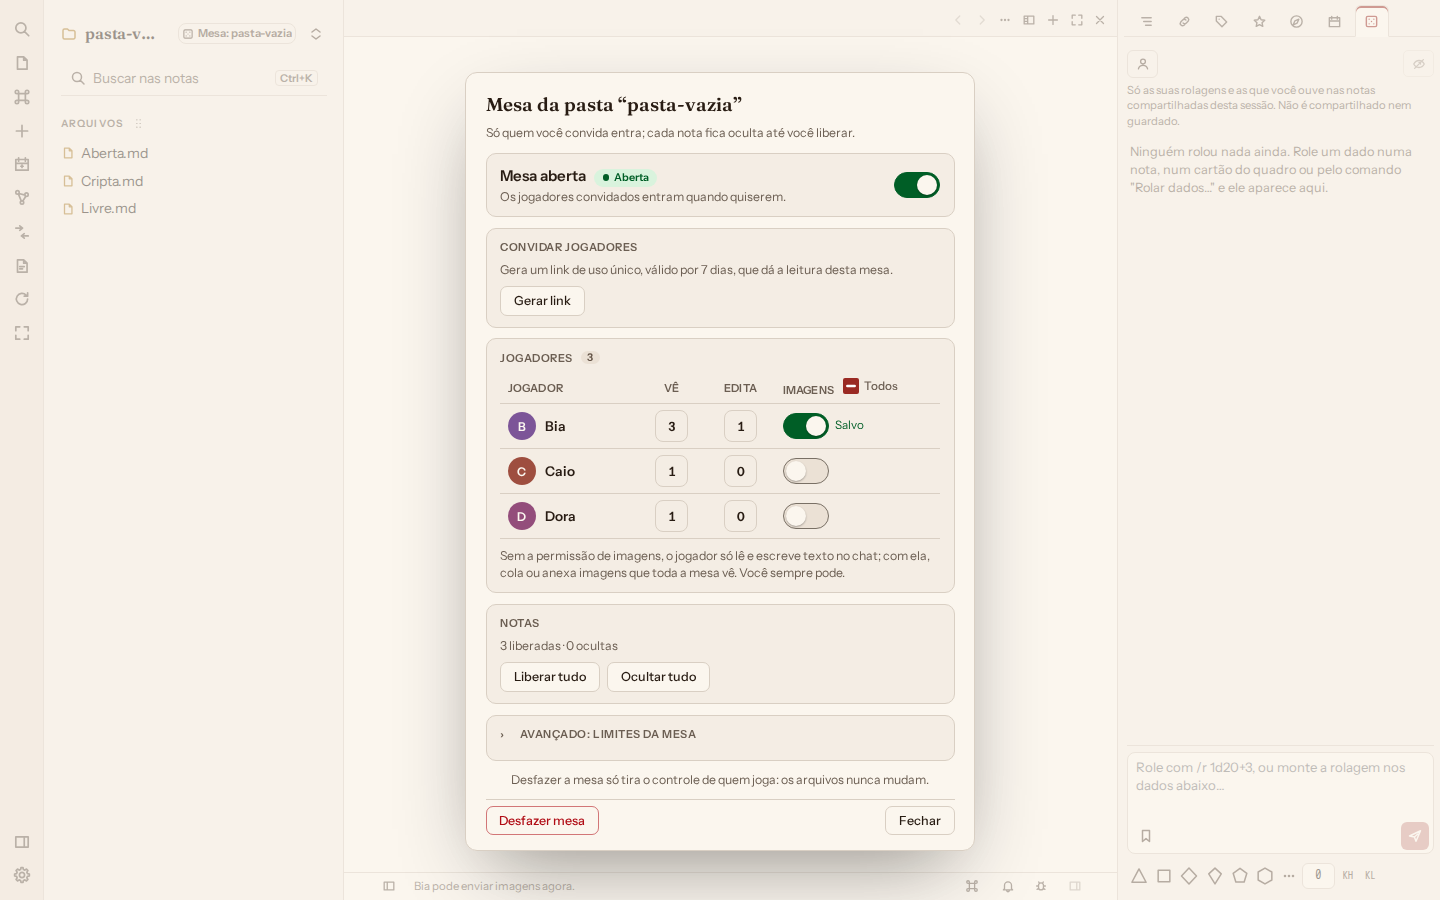 pasta-v...
Mesa: pasta-vazia
Buscar nas notas
Ctrl+K
ARQUIVOS
Aberta.md
Cripta.md
Livre.md
Mesa da pasta “pasta-vazia”
Só quem você convida entra; cada nota fica oculta até você liberar.
Mesa aberta
Aberta
Os jogadores convidados entram quando quiserem.
CONVIDAR JOGADORES
Gera um link de uso único, válido por 7 dias, que dá a leitura desta mesa.
Gerar link
JOGADORES 3
JOGADOR VÊ EDITA IMAGENS Todos
B Bia 3 1 Salvo
C Caio 1 0
D Dora 1 0
Sem a permissão de imagens, o jogador só lê e escreve texto no chat; com ela,
cola ou anexa imagens que toda a mesa vê. Você sempre pode.
NOTAS
3 liberadas · 0 ocultas
Liberar tudo
Ocultar tudo
› AVANÇADO: LIMITES DA MESA
Desfazer a mesa só tira o controle de quem joga: os arquivos nunca mudam.
Desfazer mesa
Fechar
Bia pode enviar imagens agora.
Só as suas rolagens e as que você ouve nas notas
compartilhadas desta sessão. Não é compartilhado nem
guardado.
Ninguém rolou nada ainda. Role um dado numa
nota, num cartão do quadro ou pelo comando
"Rolar dados…" e ele aparece aqui.
Role com /r 1d20+3, ou monte a rolagem nos
dados abaixo…
0 KH KL